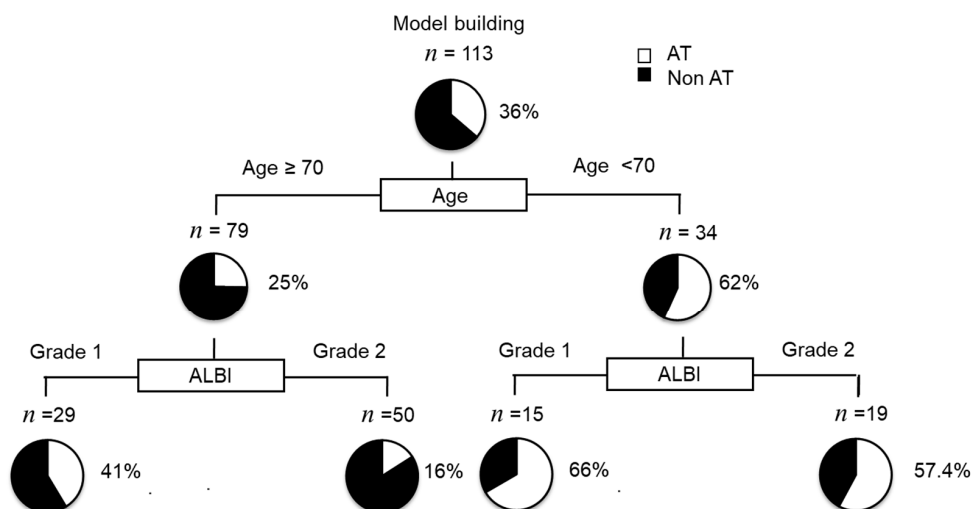 Model building
n = 113
AT
Non AT
36%
Age ≥ 70
Age <70
Age
n = 79
n = 34
25%
62%
Grade 1
Grade 2
Grade 1
Grade 2
ALBI
ALBI
n =29
n =50
n =15
n =19
41%
16%
66%
57.4%